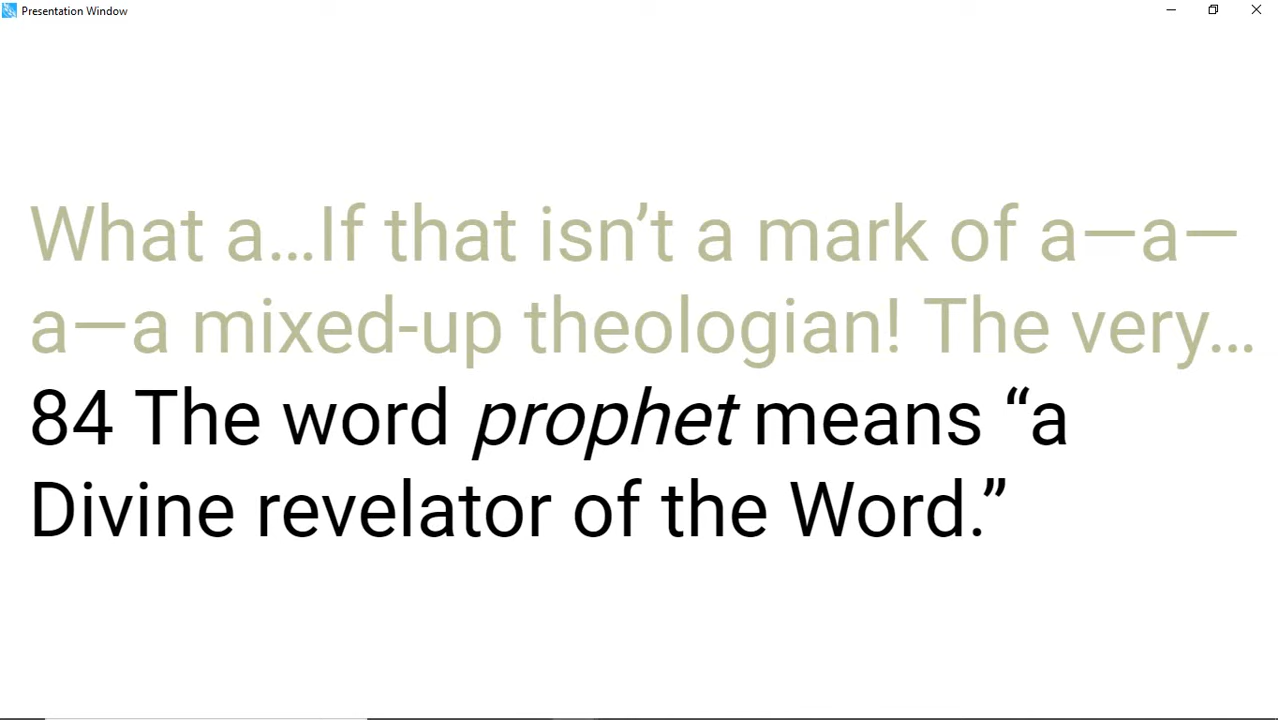 Presentation Window
What a…If that isn’t a mark of a—a—
a—a mixed-up theologian! The very…
84 The word prophet means “a
Divine revelator of the Word.”